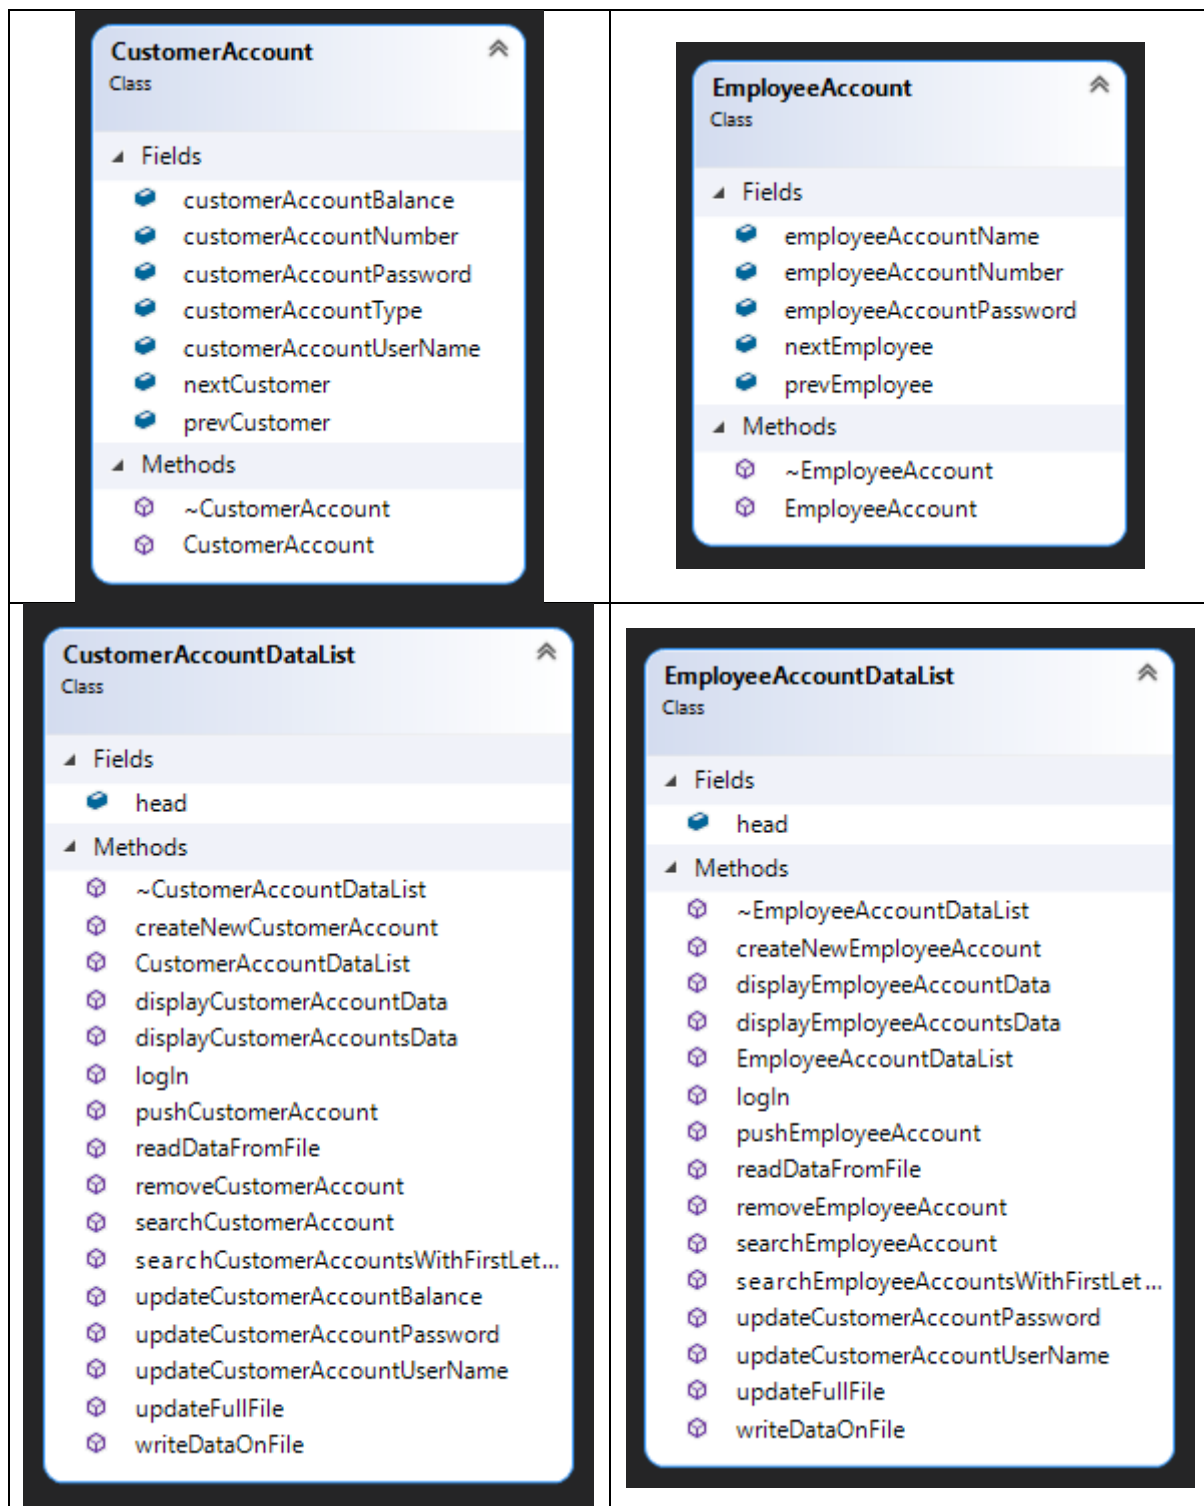 CustomerAccount
Class
Fields
customerAccountBalance
customerAccountNumber
customerAccountPassword
customerAccountType
customerAccountUserName
nextCustomer
prevCustomer
Methods
~CustomerAccount
CustomerAccount
EmployeeAccount
Class
Fields
employeeAccountName
employeeAccountNumber
employeeAccountPassword
nextEmployee
prevEmployee
Methods
~EmployeeAccount
EmployeeAccount
CustomerAccountDataList
Class
Fields
head
Methods
~CustomerAccountDataList
createNewCustomerAccount
CustomerAccountDataList
displayCustomerAccountData
displayCustomerAccountsData
logIn
pushCustomerAccount
readDataFromFile
removeCustomerAccount
searchCustomerAccount
searchCustomerAccountsWithFirstLet...
updateCustomerAccountBalance
updateCustomerAccountPassword
updateCustomerAccountUserName
updateFullFile
writeDataOnFile
EmployeeAccountDataList
Class
Fields
head
Methods
~EmployeeAccountDataList
createNewEmployeeAccount
displayEmployeeAccountData
displayEmployeeAccountsData
EmployeeAccountDataList
logIn
pushEmployeeAccount
readDataFromFile
removeEmployeeAccount
searchEmployeeAccount
searchEmployeeAccountsWithFirstLet...
updateCustomerAccountPassword
updateCustomerAccountUserName
updateFullFile
writeDataOnFile